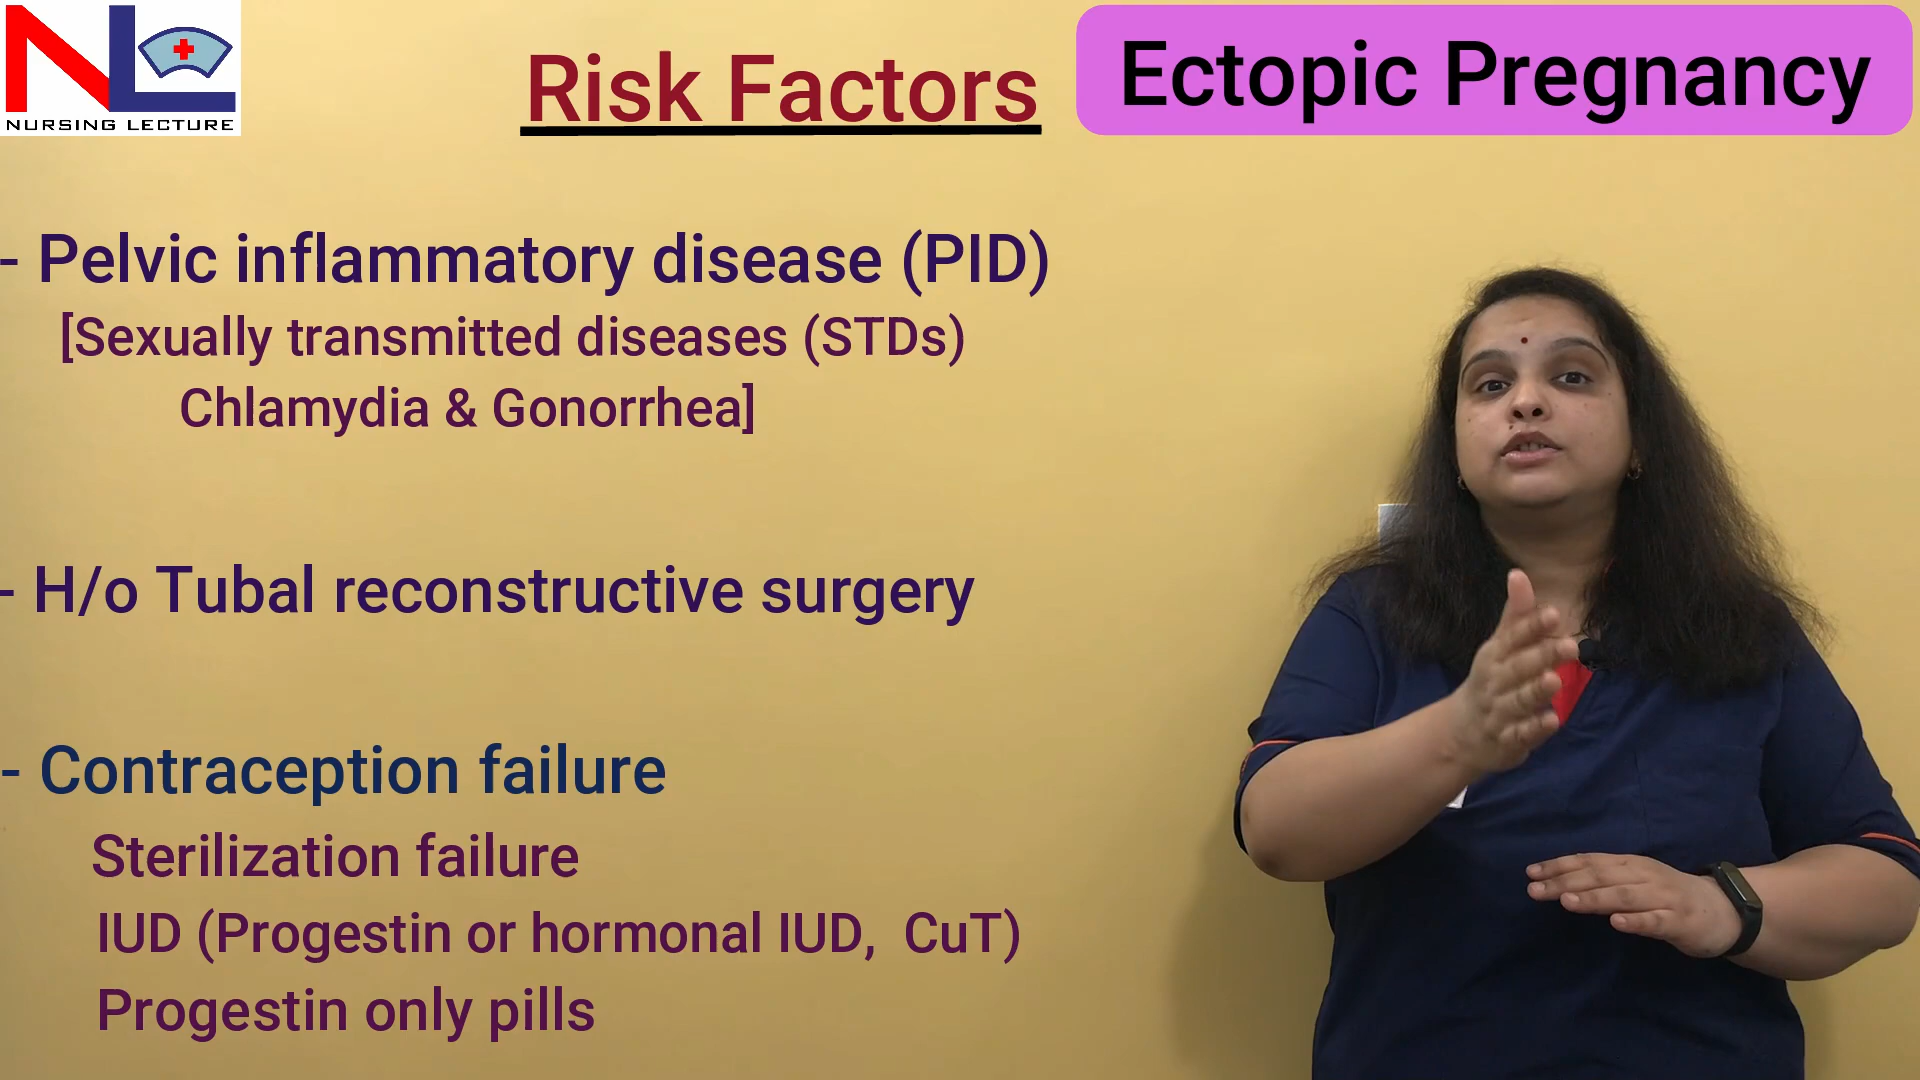 NL
NURSING LECTURE
Risk Factors
Ectopic Pregnancy
- Pelvic inflammatory disease (PID)
[Sexually transmitted diseases (STDs)
Chlamydia & Gonorrhea]
- H/o Tubal reconstructive surgery
- Contraception failure
Sterilization failure
IUD (Progestin or hormonal IUD, CuT)
Progestin only pills